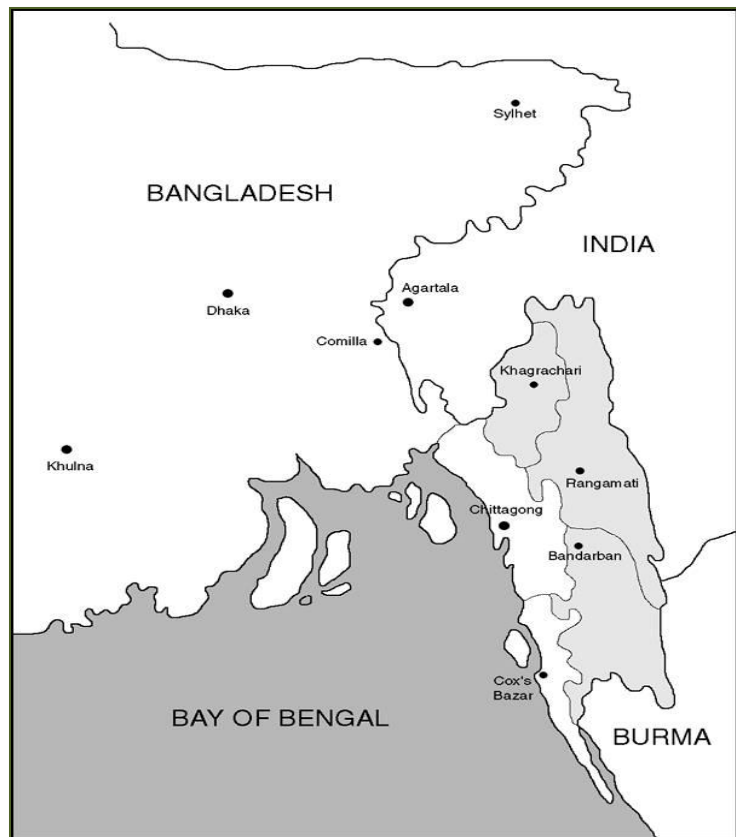 Sylhet
BANGLADESH
INDIA
Agartala
Dhaka
Comilla
Khagrachari
Khulna
Rangamati
Chittagong
Bandarban
Cox's
Bazar
BAY OF BENGAL
BURMA